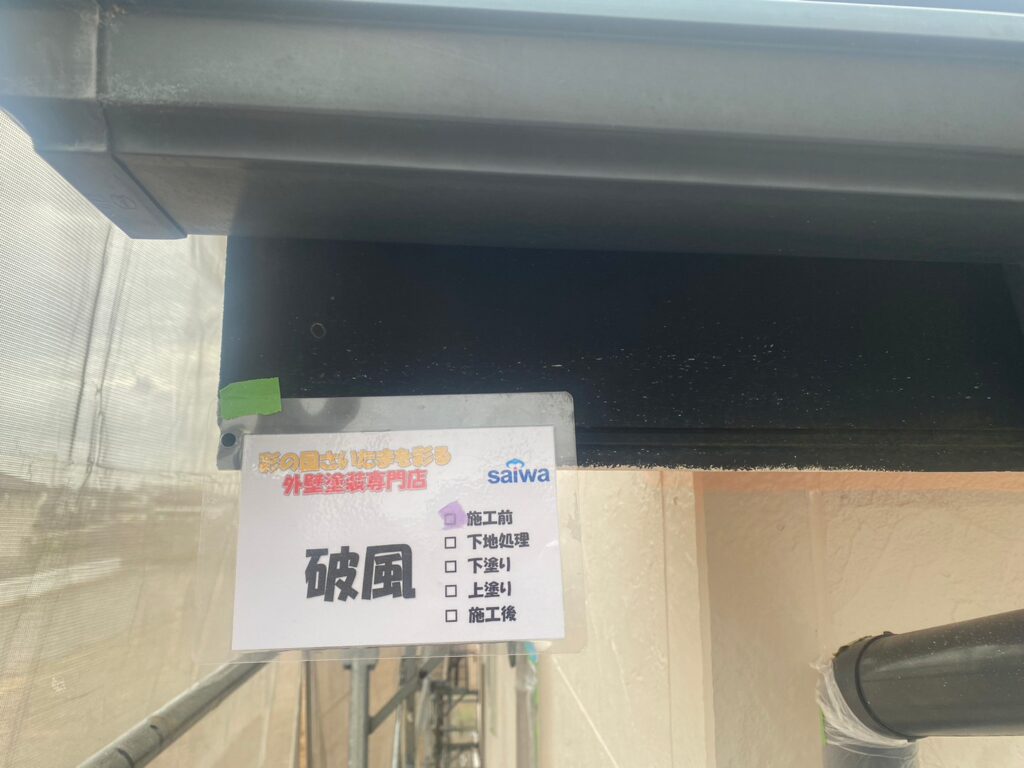 彩の国さいたまを彩る
外壁塗装専門店
saiwa
破風
□ 施工前
□ 下地処理
□ 下塗り
□ 上塗り
□ 施工後